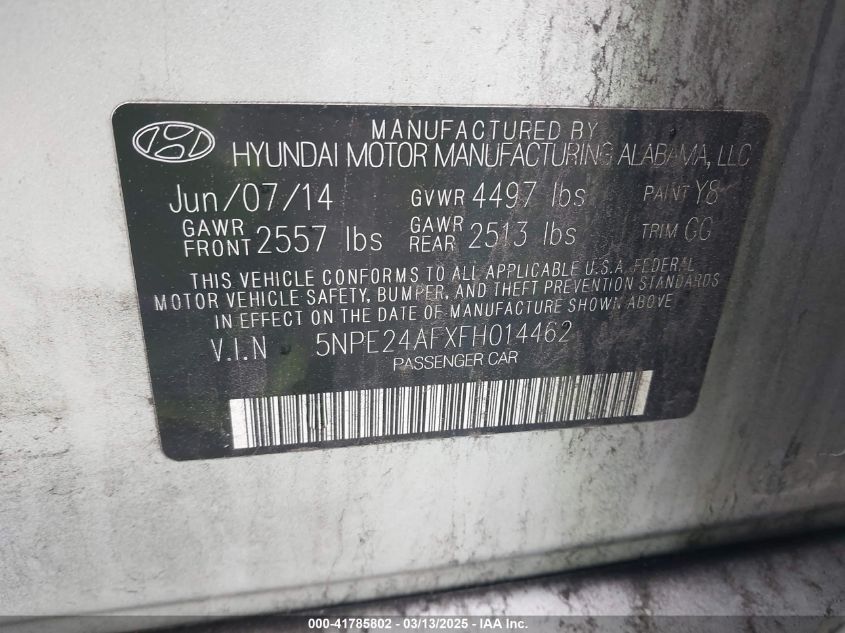 MANUFACTURED BY
HYUNDAI MOTOR MANUFACTURING ALABAMA, LLC
Jun/07/14 GVWR 4497 lbs PAINT Y8
GAWR FRONT 2557 lbs GAWR REAR 2513 lbs TRIM GG
THIS VEHICLE CONFORMS TO ALL APPLICABLE U.S.A. FEDERAL
MOTOR VEHICLE SAFETY, BUMPER, AND THEFT PREVENTION STANDARDS
IN EFFECT ON THE DATE OF MANUFACTURE SHOWN ABOVE
V.I.N 5NPE24AFXFH014462
PASSENGER CAR
000-41785802 - 03/13/2025 - IAA Inc.